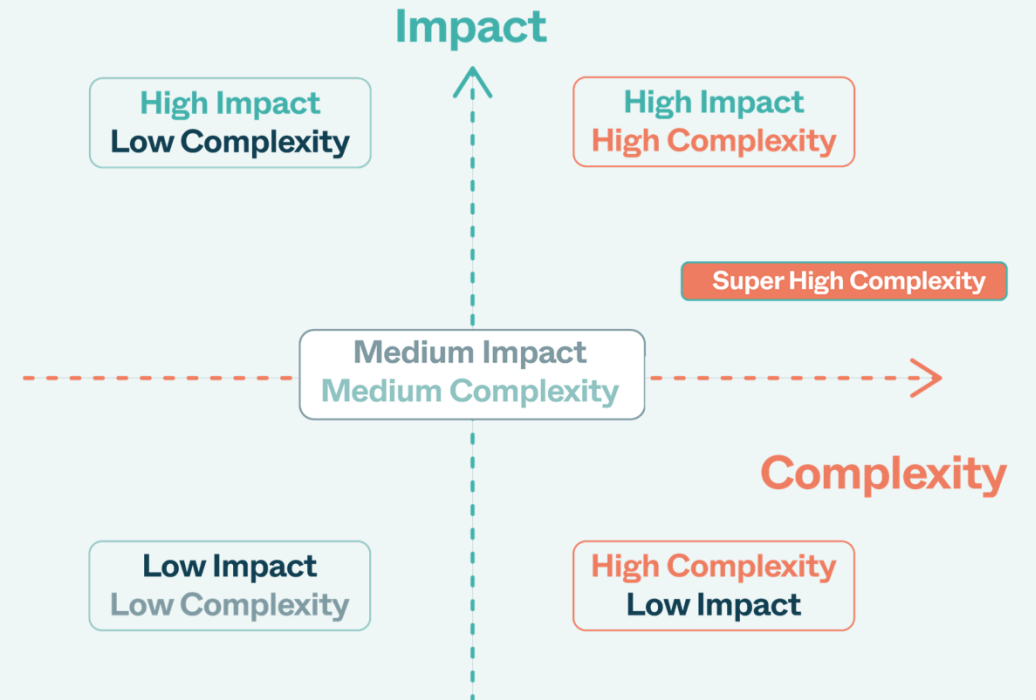 Impact
High Impact
Low Complexity
High Impact
High Complexity
Super High Complexity
Medium Impact
Medium Complexity
Complexity
Low Impact
Low Complexity
High Complexity
Low Impact